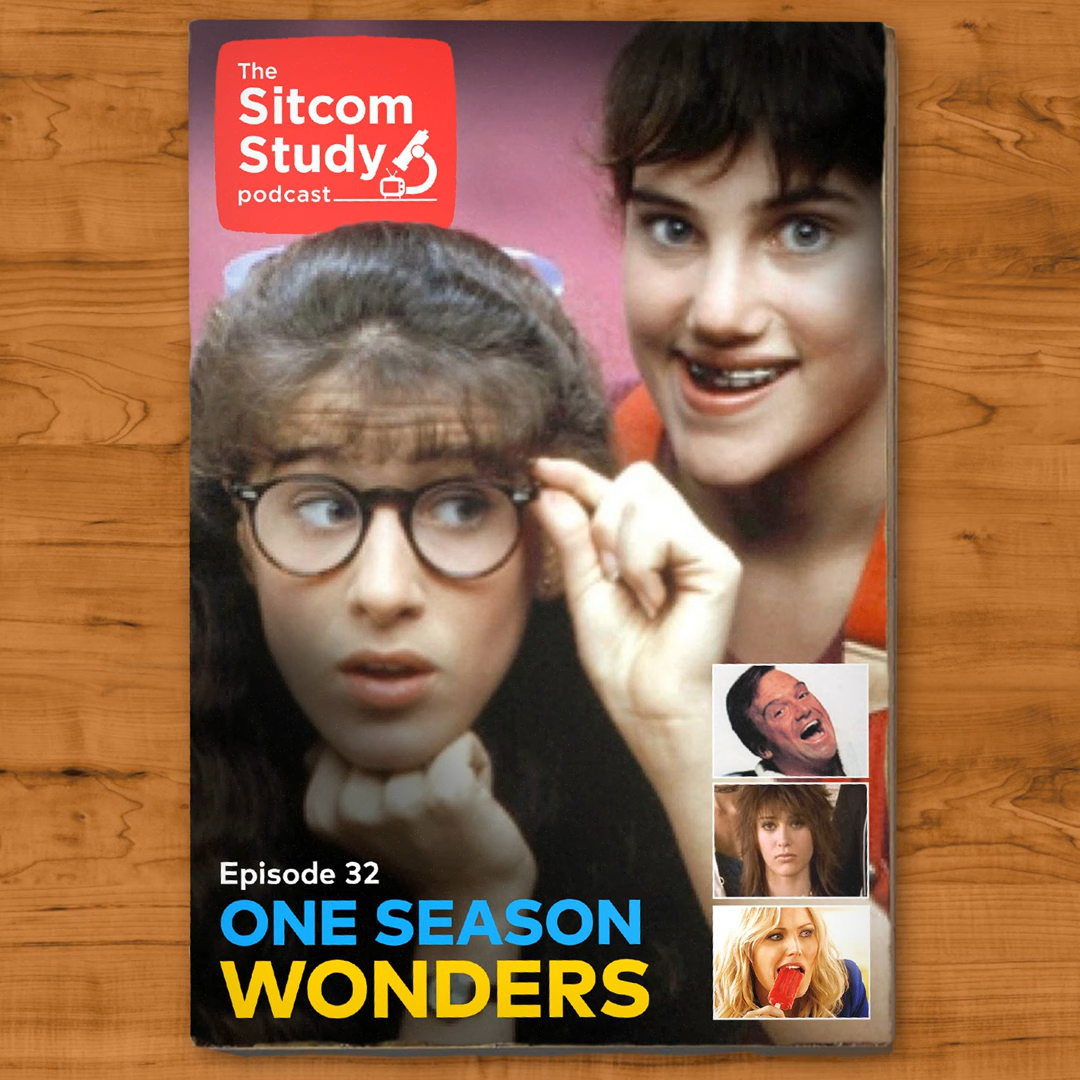 The
Sitcom
Study
podcast
Episode 32
ONE SEASON
WONDERS